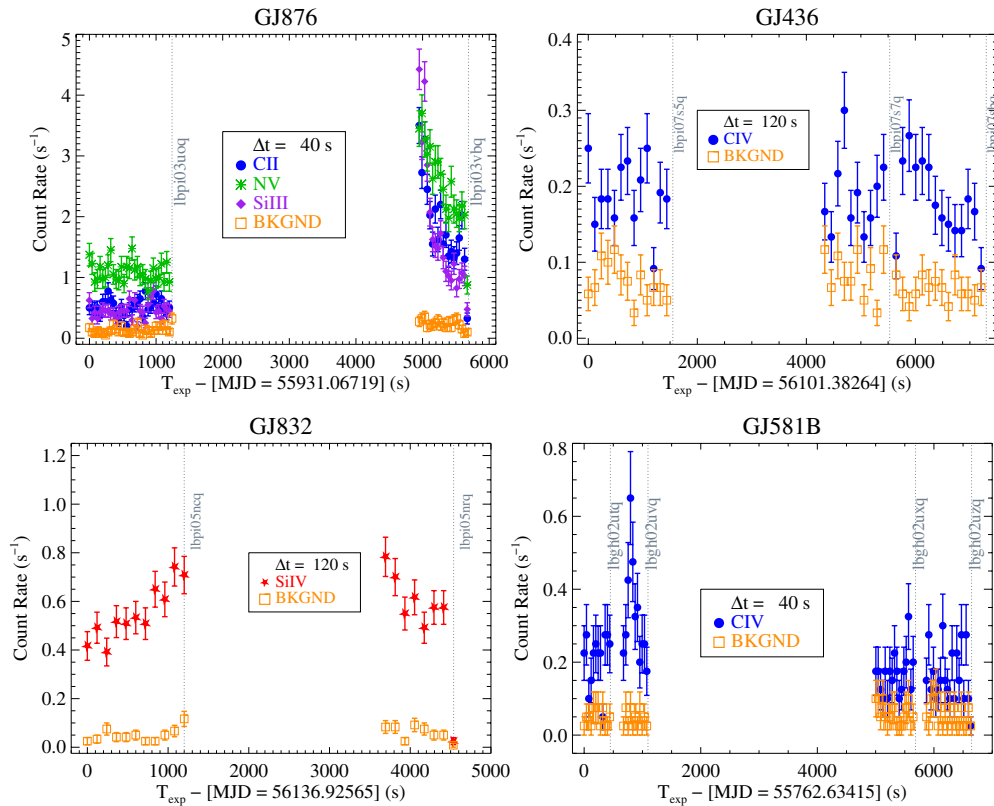 GJ876
5
4
3
2
1
0
Count Rate (s⁻¹)
Δt = 40 s
CII
NV
SiIII
BKGND
lbpi03uoq
lbpi03vbq
0 1000 2000 3000 4000 5000 6000
T_exp − [MJD = 55931.06719] (s)
GJ436
0.4
0.3
0.2
0.1
0.0
Count Rate (s⁻¹)
Δt = 120 s
CIV
BKGND
lbpi07s5q
lbpi07s7q
0 2000 4000 6000
T_exp − [MJD = 56101.38264] (s)
GJ832
1.2
1.0
0.8
0.6
0.4
0.2
0.0
Count Rate (s⁻¹)
Δt = 120 s
SiIV
BKGND
lbpi05ncq
lbpi05nrq
0 1000 2000 3000 4000 5000
T_exp − [MJD = 56136.92565] (s)
GJ581B
0.8
0.6
0.4
0.2
0.0
Count Rate (s⁻¹)
Δt = 40 s
CIV
BKGND
lbgh02utq
lbgh02uvq
lbgh02uxq
lbgh02uzq
0 2000 4000 6000
T_exp − [MJD = 55762.63415] (s)